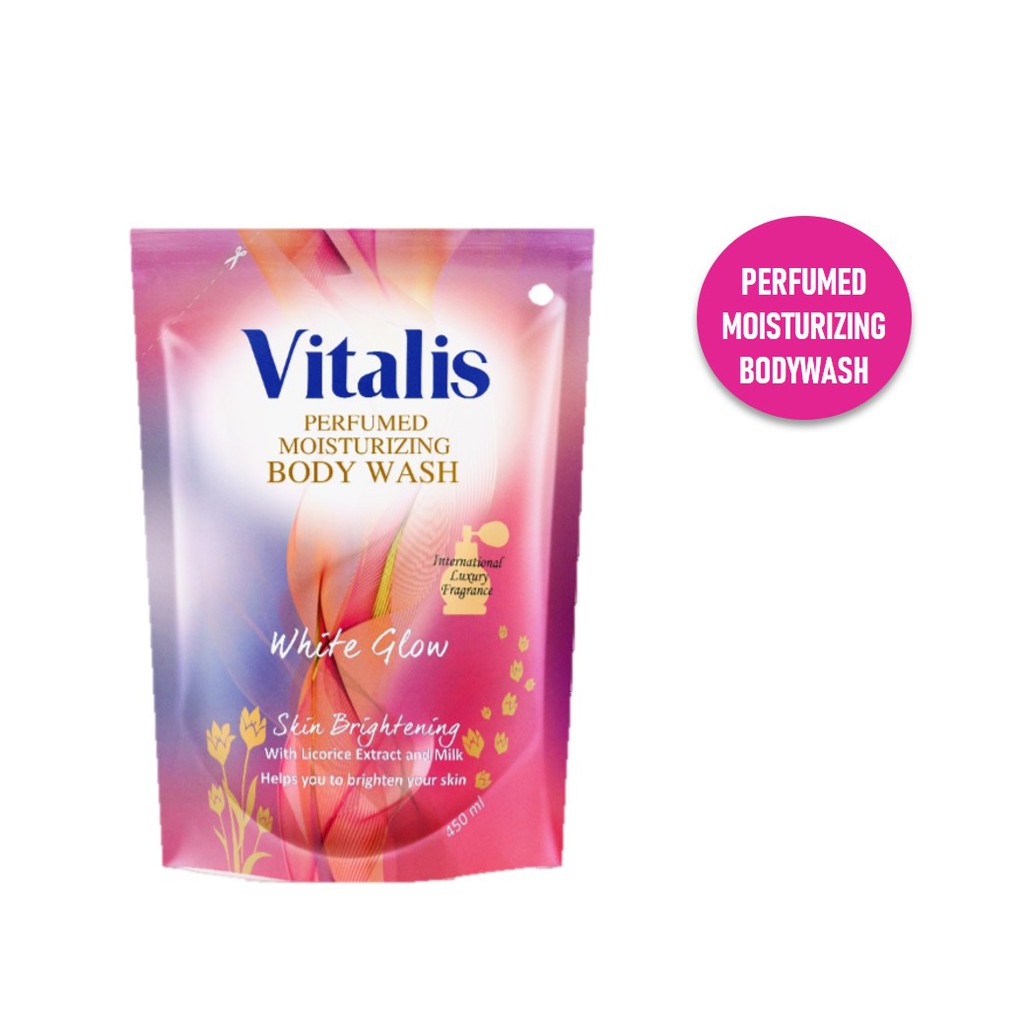 Vitalis
PERFUMED
MOISTURIZING
BODY WASH
International
Luxury
Fragrance
White Glow
Skin Brightening
With Licorice Extract and Milk
Helps you to brighten your skin
450 ml
PERFUMED
MOISTURIZING
BODYWASH